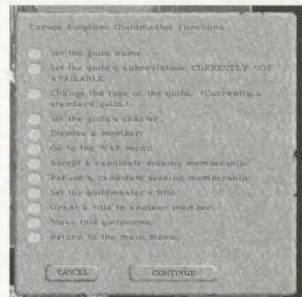 Cursed Kingdoms Guildmaster Functions
Set the guild name.
Set the guild's abbreviation. CURRENTLY NOT
AVAILABLE.
Change the type of the guild. (Currently a
standard guild.)
Set the guild's charter.
Dismiss a member.
Go to the WAR menu.
Accept a candidate seeking membership.
Refuse a candidate seeking membership.
Set the guildmaster's title.
Grant a title to another member.
Move this guildstone.
Return to the main menu.
CANCEL
CONTINUE